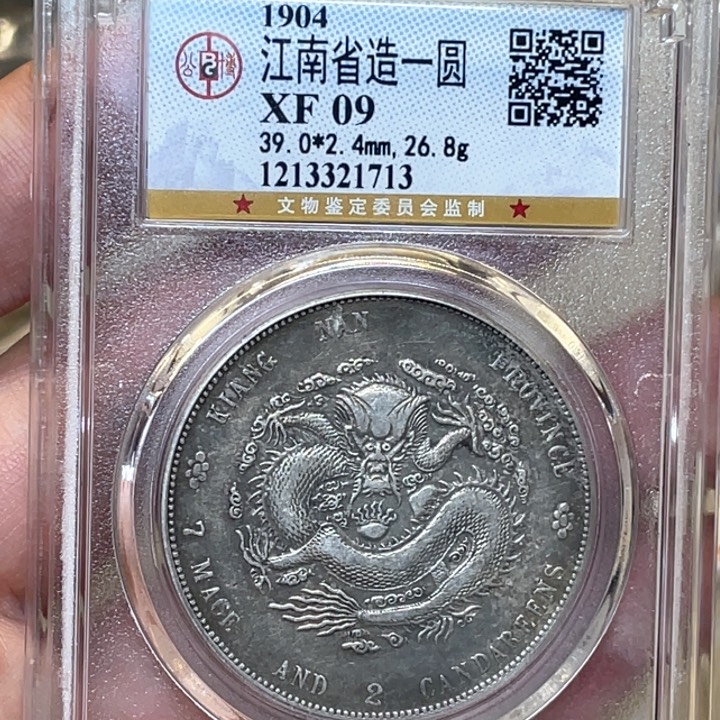 1904
江南省造一圆
XF 09
39.0*2.4mm, 26.8g
1213321713
文物鉴定委员会监制
KIANG NAN PROVINCE
7 MACE AND 2 CANDAREENS